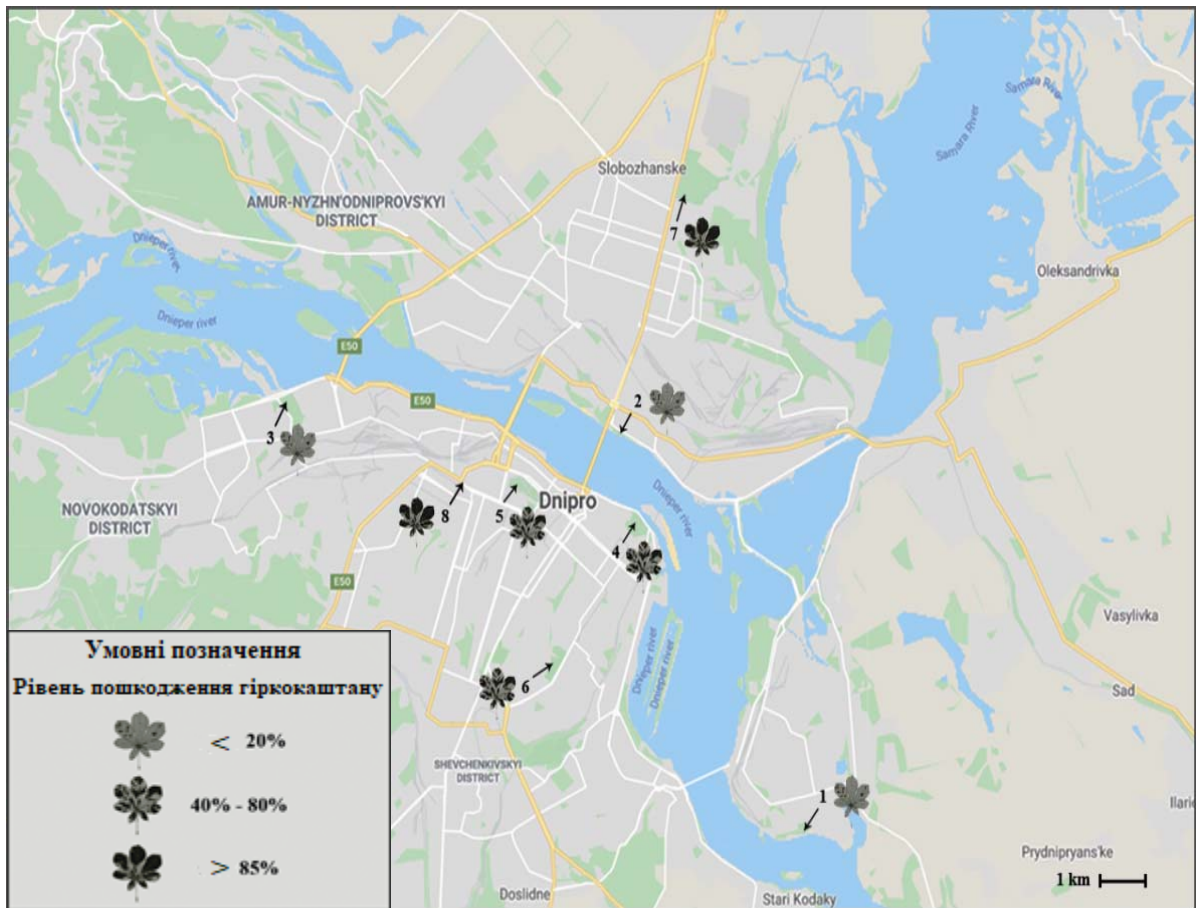 Samara River
Samara River
Slobozhanske
AMUR-NYZHN'ODNIPROVS'KYI
DISTRICT
7
Dnieper river
Oleksandrivka
Dnieper river
E50
E50
2
3
Dnipro
Dnieper river
NOVOKODATSKYI
DISTRICT
8
5
4
E50
Vasylivka
Умовні позначення
Рівень пошкодження гіркокаштану
< 20%
40% - 80%
> 85%
Dnieper river
Dnieper river
6
Sad
SHEVCHENKIVSKYI
DISTRICT
1
Ilari
Prydnipryans'ke
1 km
Doslidne
Stari Kodaky